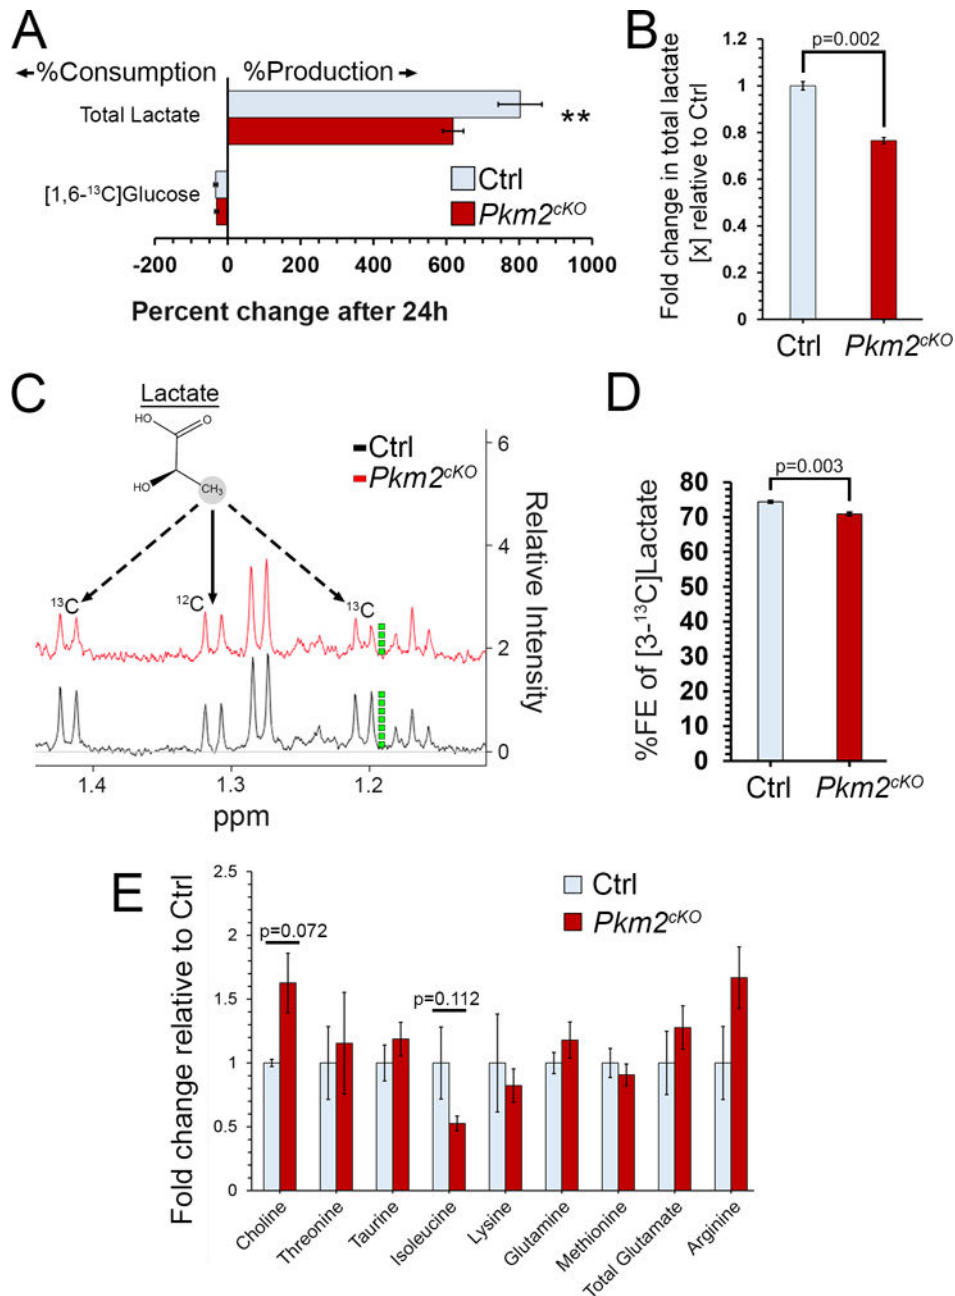 A
←%Consumption %Production→
Total Lactate
**
[1,6-¹³C]Glucose
Ctrl
Pkm2ᶜᴷᴼ
-200 0 200 400 600 800 1000
Percent change after 24h
B
Fold change in total lactate
[x] relative to Ctrl
p=0.002
1.2
1
0.8
0.6
0.4
0.2
0
Ctrl Pkm2ᶜᴷᴼ
C
Lactate
HO
O
HO
CH₃
Ctrl
Pkm2ᶜᴷᴼ
¹³C ¹²C ¹³C
6
4
2
0
Relative Intensity
1.4 1.3 1.2
ppm
D
%FE of [3-¹³C]Lactate
p=0.003
80
70
60
50
40
30
20
10
0
Ctrl Pkm2ᶜᴷᴼ
E
Fold change relative to Ctrl
2.5
2
1.5
1
0.5
0
p=0.072
p=0.112
Ctrl
Pkm2ᶜᴷᴼ
Choline
Threonine
Taurine
Isoleucine
Lysine
Glutamine
Methionine
Total Glutamate
Arginine